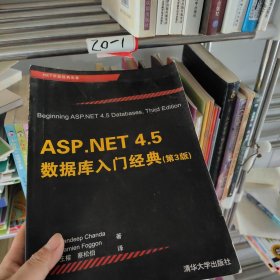 20-1
.NET开发经典名著
Beginning ASP.NET 4.5 Databases, Third Edition
ASP.NET 4.5
数据库入门经典(第3版)
Sandeep Chanda 著
Damien Foggon
译
清华大学出版社